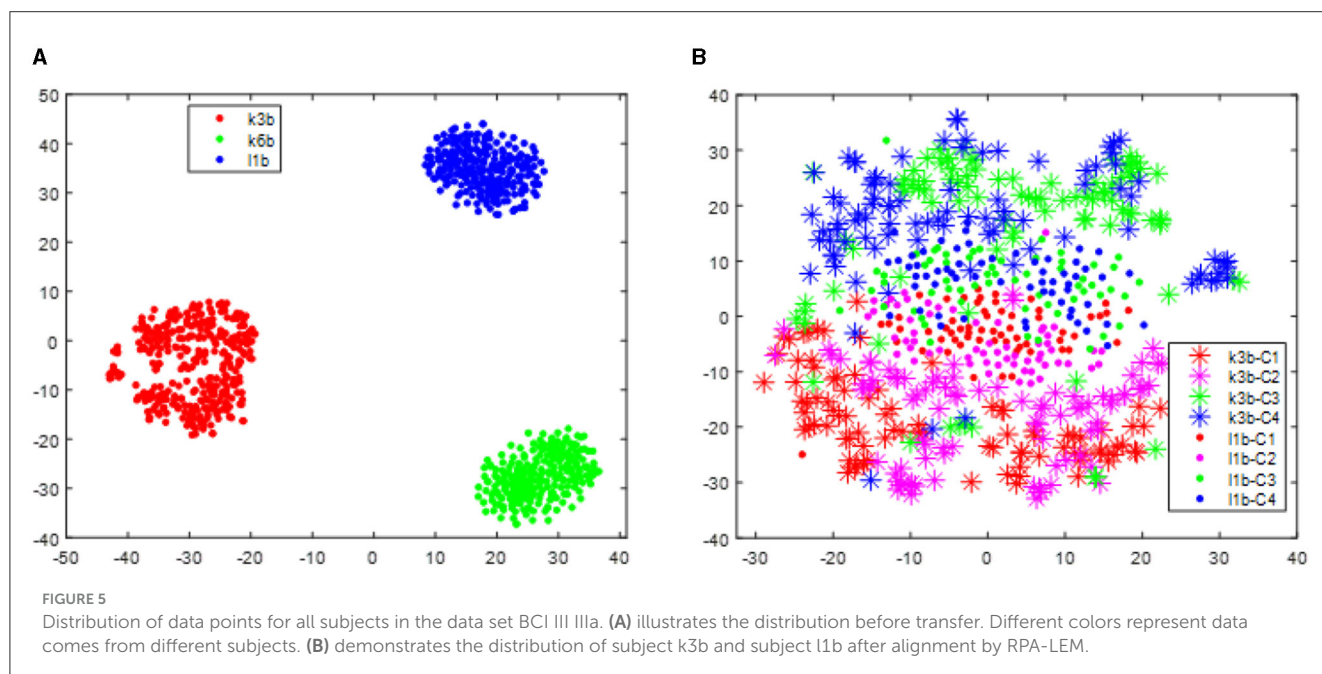 A
B
50
40
30
20
10
0
-10
-20
-30
-40
-50 -40 -30 -20 -10 0 10 20 30 40
k3b
k6b
l1b
40
30
20
10
0
-10
-20
-30
-40
-30 -20 -10 0 10 20 30 40
k3b-C1
k3b-C2
k3b-C3
k3b-C4
l1b-C1
l1b-C2
l1b-C3
l1b-C4
FIGURE 5
Distribution of data points for all subjects in the data set BCI III IIIa. (A) illustrates the distribution before transfer. Different colors represent data
comes from different subjects. (B) demonstrates the distribution of subject k3b and subject l1b after alignment by RPA-LEM.